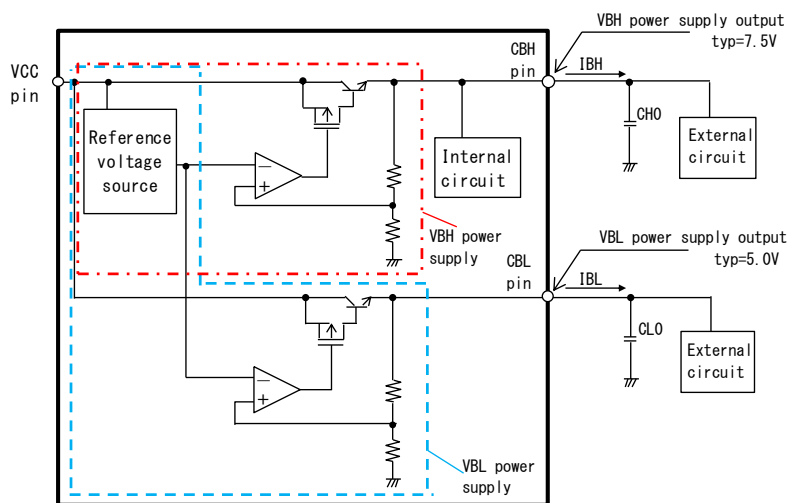 VBH power supply output
typ=7.5V
VCC
pin
CBH
pin
IBH
Reference
voltage
source
−
+
Internal
circuit
CHO
External
circuit
VBH power
supply
VBL power supply output
typ=5.0V
CBL
pin
IBL
−
+
CLO
External
circuit
VBL power
supply